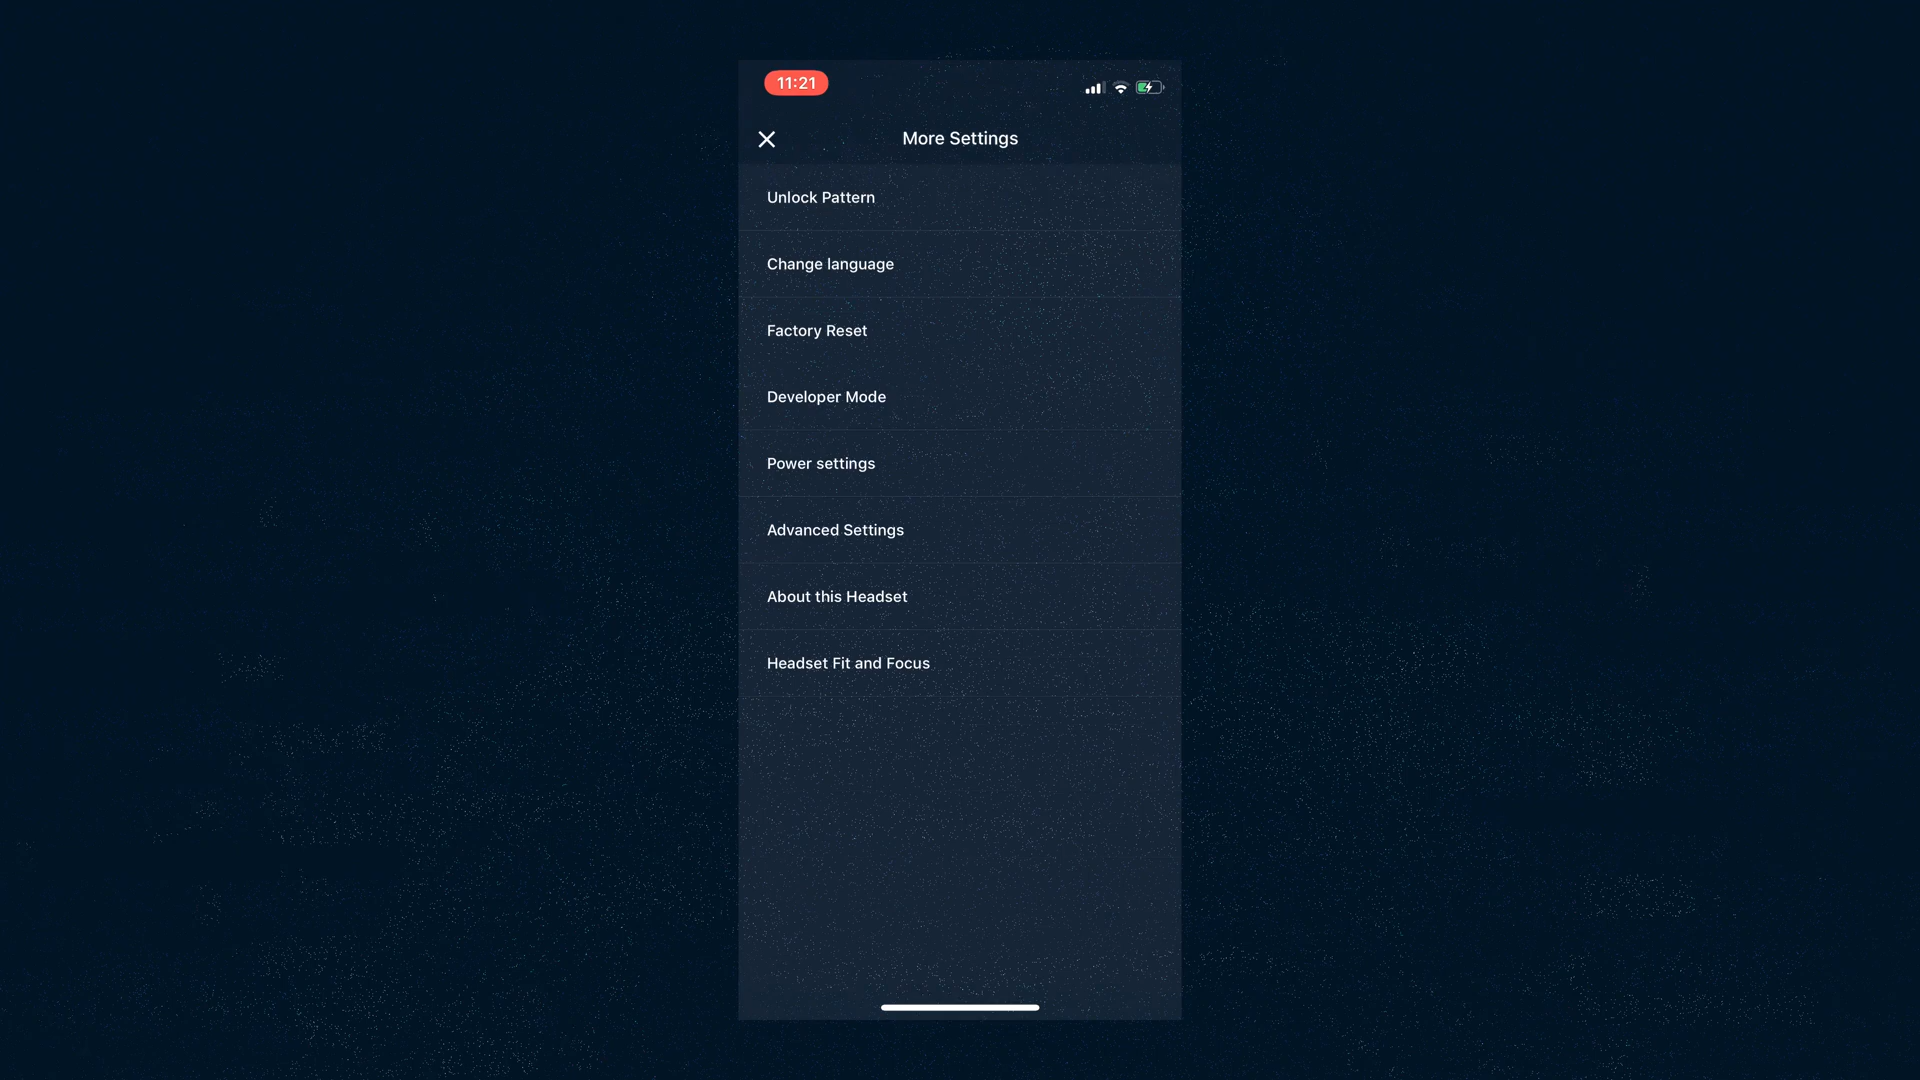 11:21
More Settings
Unlock Pattern
Change language
Factory Reset
Developer Mode
Power settings
Advanced Settings
About this Headset
Headset Fit and Focus